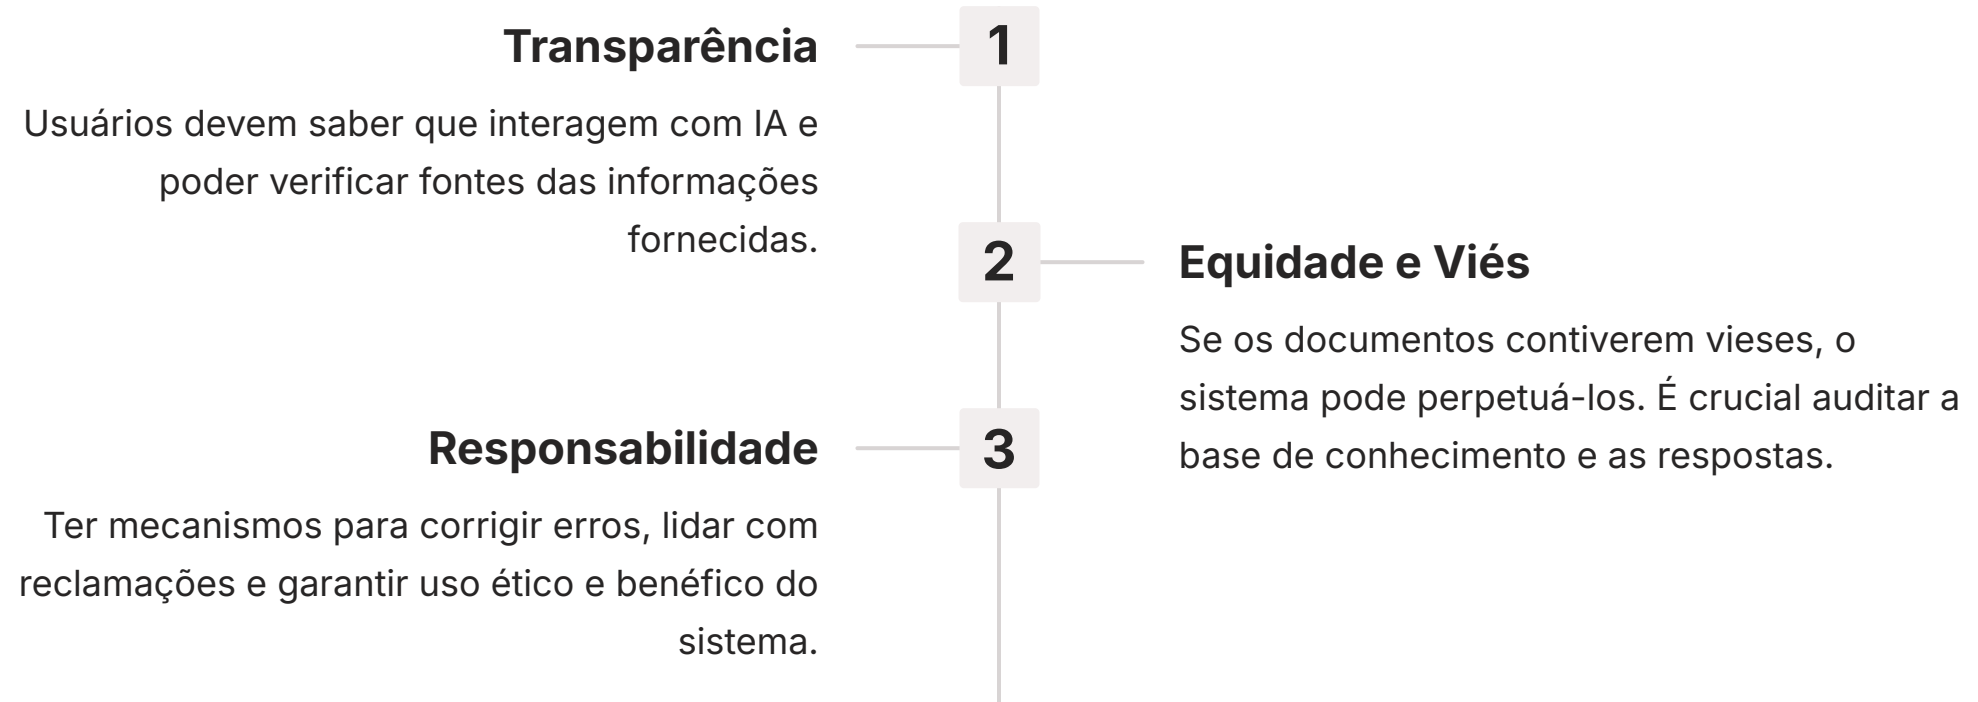 1
Transparência
Usuários devem saber que interagem com IA e
poder verificar fontes das informações
fornecidas.
2
Equidade e Viés
Se os documentos contiverem vieses, o
sistema pode perpetuá-los. É crucial auditar a
base de conhecimento e as respostas.
3
Responsabilidade
Ter mecanismos para corrigir erros, lidar com
reclamações e garantir uso ético e benéfico do
sistema.